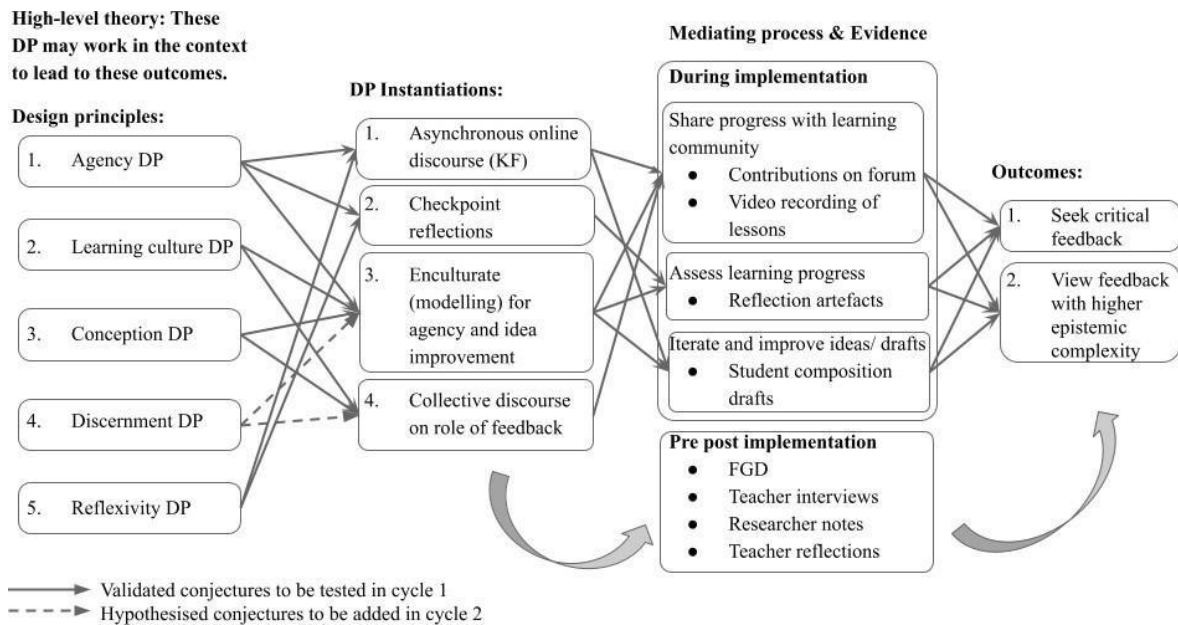 High-level theory: These
DP may work in the context
to lead to these outcomes.
Design principles:
1. Agency DP
2. Learning culture DP
3. Conception DP
4. Discernment DP
5. Reflexivity DP
DP Instantiations:
1. Asynchronous online
discourse (KF)
2. Checkpoint
reflections
3. Enculturate
(modelling) for
agency and idea
improvement
4. Collective discourse
on role of feedback
Mediating process & Evidence
During implementation
Share progress with learning
community
● Contributions on forum
● Video recording of
lessons
Assess learning progress
● Reflection artefacts
Iterate and improve ideas/ drafts
● Student composition
drafts
Pre post implementation
● FGD
● Teacher interviews
● Researcher notes
● Teacher reflections
Outcomes:
1. Seek critical
feedback
2. View feedback
with higher
epistemic
complexity
Validated conjectures to be tested in cycle 1
Hypothesised conjectures to be added in cycle 2